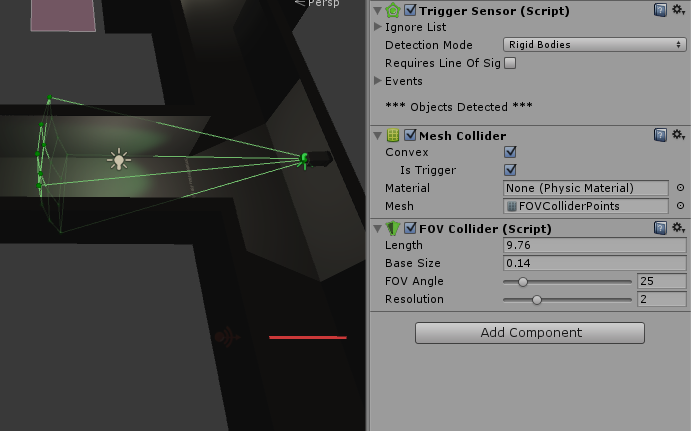 Persp
Trigger Sensor (Script)
Ignore List
Detection Mode Rigid Bodies
Requires Line Of Sig
Events
*** Objects Detected ***
Mesh Collider
Convex
Is Trigger
Material None (Physic Material)
Mesh FOVColliderPoints
FOV Collider (Script)
Length 9.76
Base Size 0.14
FOV Angle 25
Resolution 2
Add Component